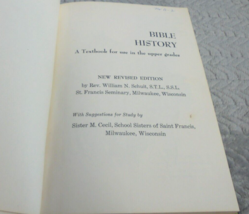 BIBLE
HISTORY
A Textbook for use in the upper grades
NEW REVISED EDITION
by Rev. William N. Schuit, S.T.L., S.S.L.
St. Francis Seminary, Milwaukee, Wisconsin
With Suggestions for Study by
Sister M. Cecil, School Sisters of Saint Francis,
Milwaukee, Wisconsin